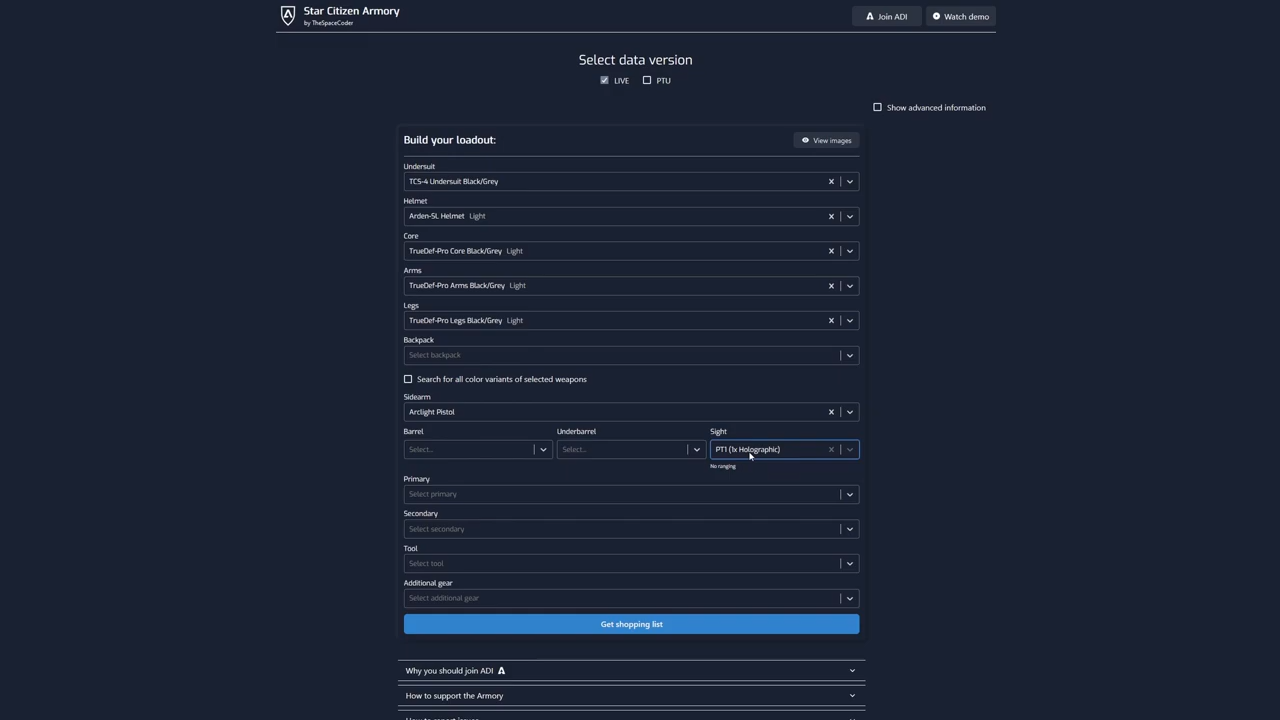 Star Citizen Armory
by TheSpaceCoder
Join ADI
Watch demo
Select data version
LIVE
PTU
Show advanced information
Build your loadout:
View images
Undersuit
TCS-4 Undersuit Black/Grey
Helmet
Arden-SL Helmet Light
Core
TrueDef-Pro Core Black/Grey Light
Arms
TrueDef-Pro Arms Black/Grey Light
Legs
TrueDef-Pro Legs Black/Grey Light
Backpack
Select backpack
Search for all color variants of selected weapons
Sidearm
Arclight Pistol
Barrel
Underbarrel
Sight
Select...
Select...
PT1 (1x Holographic)
No ranging
Primary
Select primary
Secondary
Select secondary
Tool
Select tool
Additional gear
Select additional gear
Get shopping list
Why you should join ADI
How to support the Armory
How to report issues